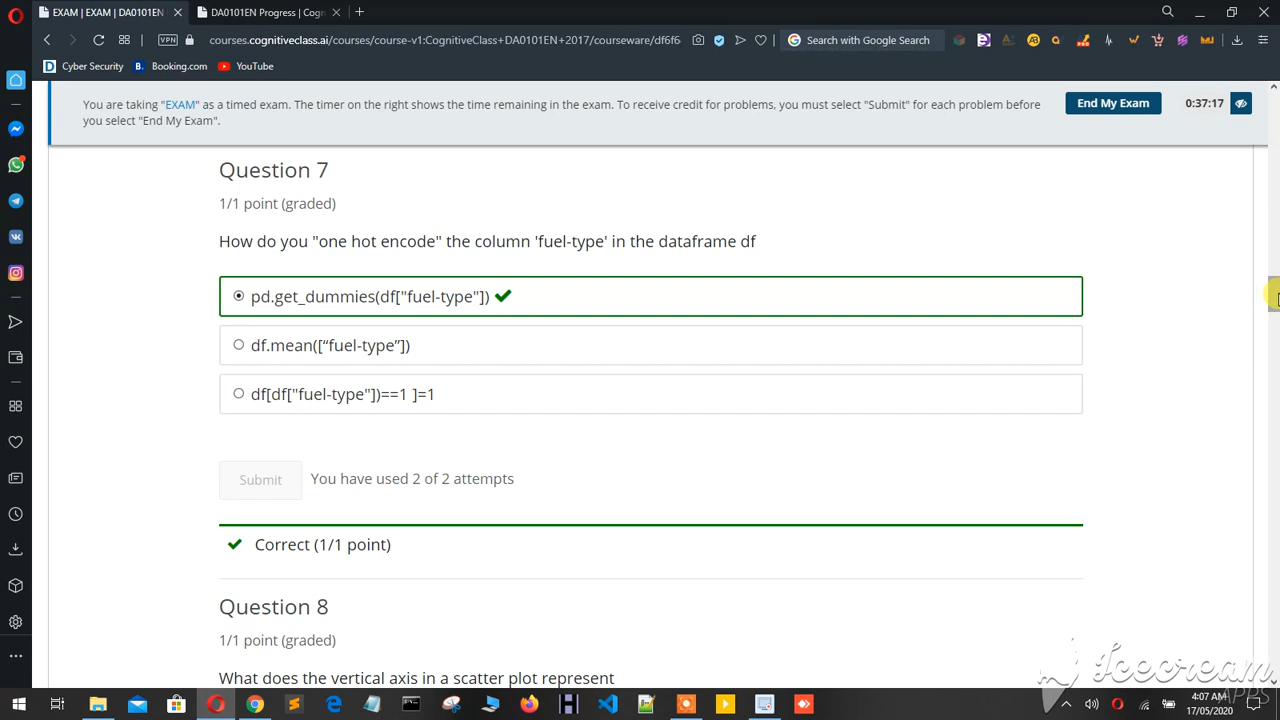 EXAM | EXAM | DA0101EN
DA0101EN Progress | Cogn
VPN
courses.cognitiveclass.ai/courses/course-v1:CognitiveClass+DA0101EN+2017/courseware/df6f6
Search with Google Search
Cyber Security
Booking.com
YouTube
You are taking "EXAM" as a timed exam. The timer on the right shows the time remaining in the exam. To receive credit for problems, you must select "Submit" for each problem before
you select "End My Exam".
End My Exam
0:37:17
Question 7
1/1 point (graded)
How do you "one hot encode" the column 'fuel-type' in the dataframe df
pd.get_dummies(df["fuel-type"])
df.mean([“fuel-type”])
df[df["fuel-type"])==1 ]=1
Submit
You have used 2 of 2 attempts
Correct (1/1 point)
Question 8
1/1 point (graded)
What does the vertical axis in a scatter plot represent
Icecream
APPS
4:07 AM
17/05/2020